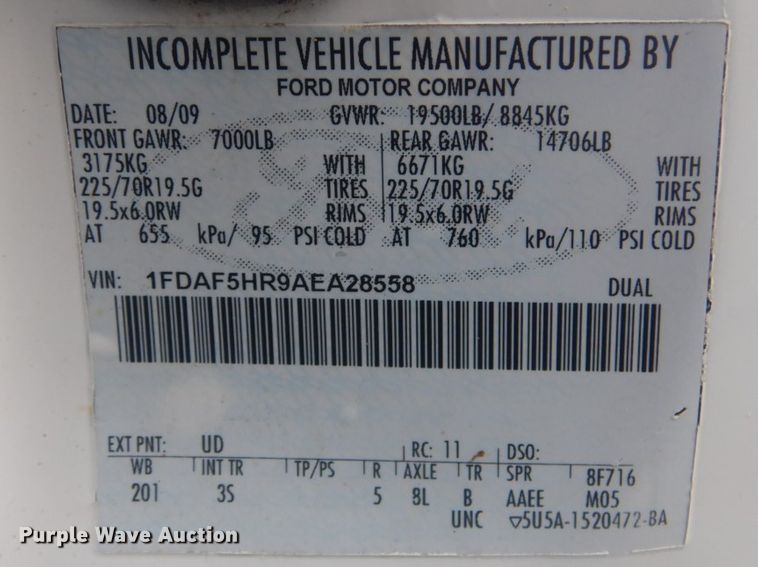 INCOMPLETE VEHICLE MANUFACTURED BY
FORD MOTOR COMPANY
DATE: 08/09 GVWR: 19500LB/ 8845KG
FRONT GAWR: 7000LB REAR GAWR: 14706LB
3175KG WITH 6671KG WITH
225/70R19.5G TIRES 225/70R19.5G TIRES
19.5x6.0RW RIMS 19.5x6.0RW RIMS
AT 655 kPa/ 95 PSI COLD AT 760 kPa/110 PSI COLD
VIN: 1FDAF5HR9AEA28558 DUAL
EXT PNT: UD RC: 11 DSO:
WB INT TR TP/PS R AXLE TR SPR 8F716
201 3S 5 8L B AAEE M05
UNC ▽5U5A-1520472-BA
Purple Wave Auction